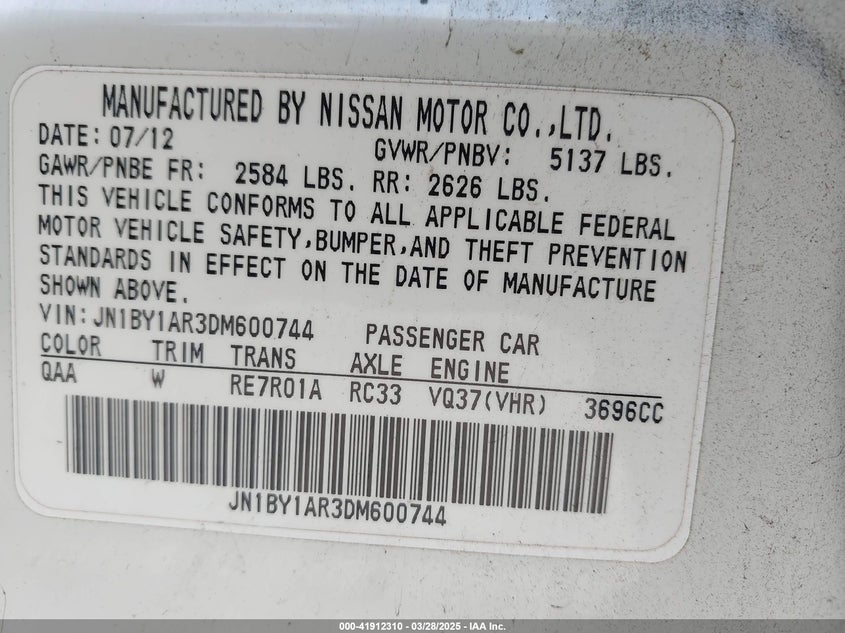 MANUFACTURED BY NISSAN MOTOR CO.,LTD.
DATE: 07/12 GVWR/PNBV: 5137 LBS.
GAWR/PNBE FR: 2584 LBS. RR: 2626 LBS.
THIS VEHICLE CONFORMS TO ALL APPLICABLE FEDERAL
MOTOR VEHICLE SAFETY,BUMPER,AND THEFT PREVENTION
STANDARDS IN EFFECT ON THE DATE OF MANUFACTURE
SHOWN ABOVE.
VIN:JN1BY1AR3DM600744 PASSENGER CAR
COLOR TRIM TRANS AXLE ENGINE
QAA W RE7R01A RC33 VQ37(VHR) 3696CC
JN1BY1AR3DM600744
000-41912310 — 03/28/2025 — IAA Inc.